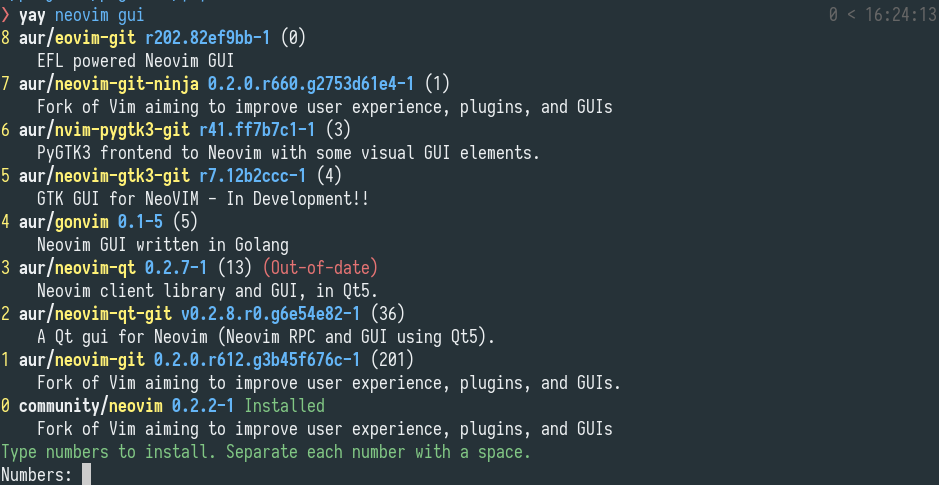 ❯ yay neovim gui 0 < 16:24:13
8 aur/eovim-git r202.82ef9bb-1 (0)
EFL powered Neovim GUI
7 aur/neovim-git-ninja 0.2.0.r660.g2753d61e4-1 (1)
Fork of Vim aiming to improve user experience, plugins, and GUIs
6 aur/nvim-pygtk3-git r41.ff7b7c1-1 (3)
PyGTK3 frontend to Neovim with some visual GUI elements.
5 aur/neovim-gtk3-git r7.12b2ccc-1 (4)
GTK GUI for NeoVIM - In Development!!
4 aur/gonvim 0.1-5 (5)
Neovim GUI written in Golang
3 aur/neovim-qt 0.2.7-1 (13) (Out-of-date)
Neovim client library and GUI, in Qt5.
2 aur/neovim-qt-git v0.2.8.r0.g6e54e82-1 (36)
A Qt gui for Neovim (Neovim RPC and GUI using Qt5).
1 aur/neovim-git 0.2.0.r612.g3b45f676c-1 (201)
Fork of Vim aiming to improve user experience, plugins, and GUIs.
0 community/neovim 0.2.2-1 Installed
Fork of Vim aiming to improve user experience, plugins, and GUIs
Type numbers to install. Separate each number with a space.
Numbers: